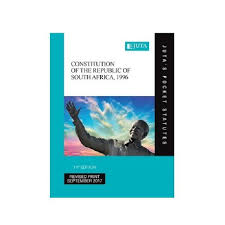 JUTA
CONSTITUTION
OF THE REPUBLIC OF
SOUTH AFRICA, 1996
REVISED PRINT
SEPTEMBER 2017
JUTA'S POCKET STATUTES